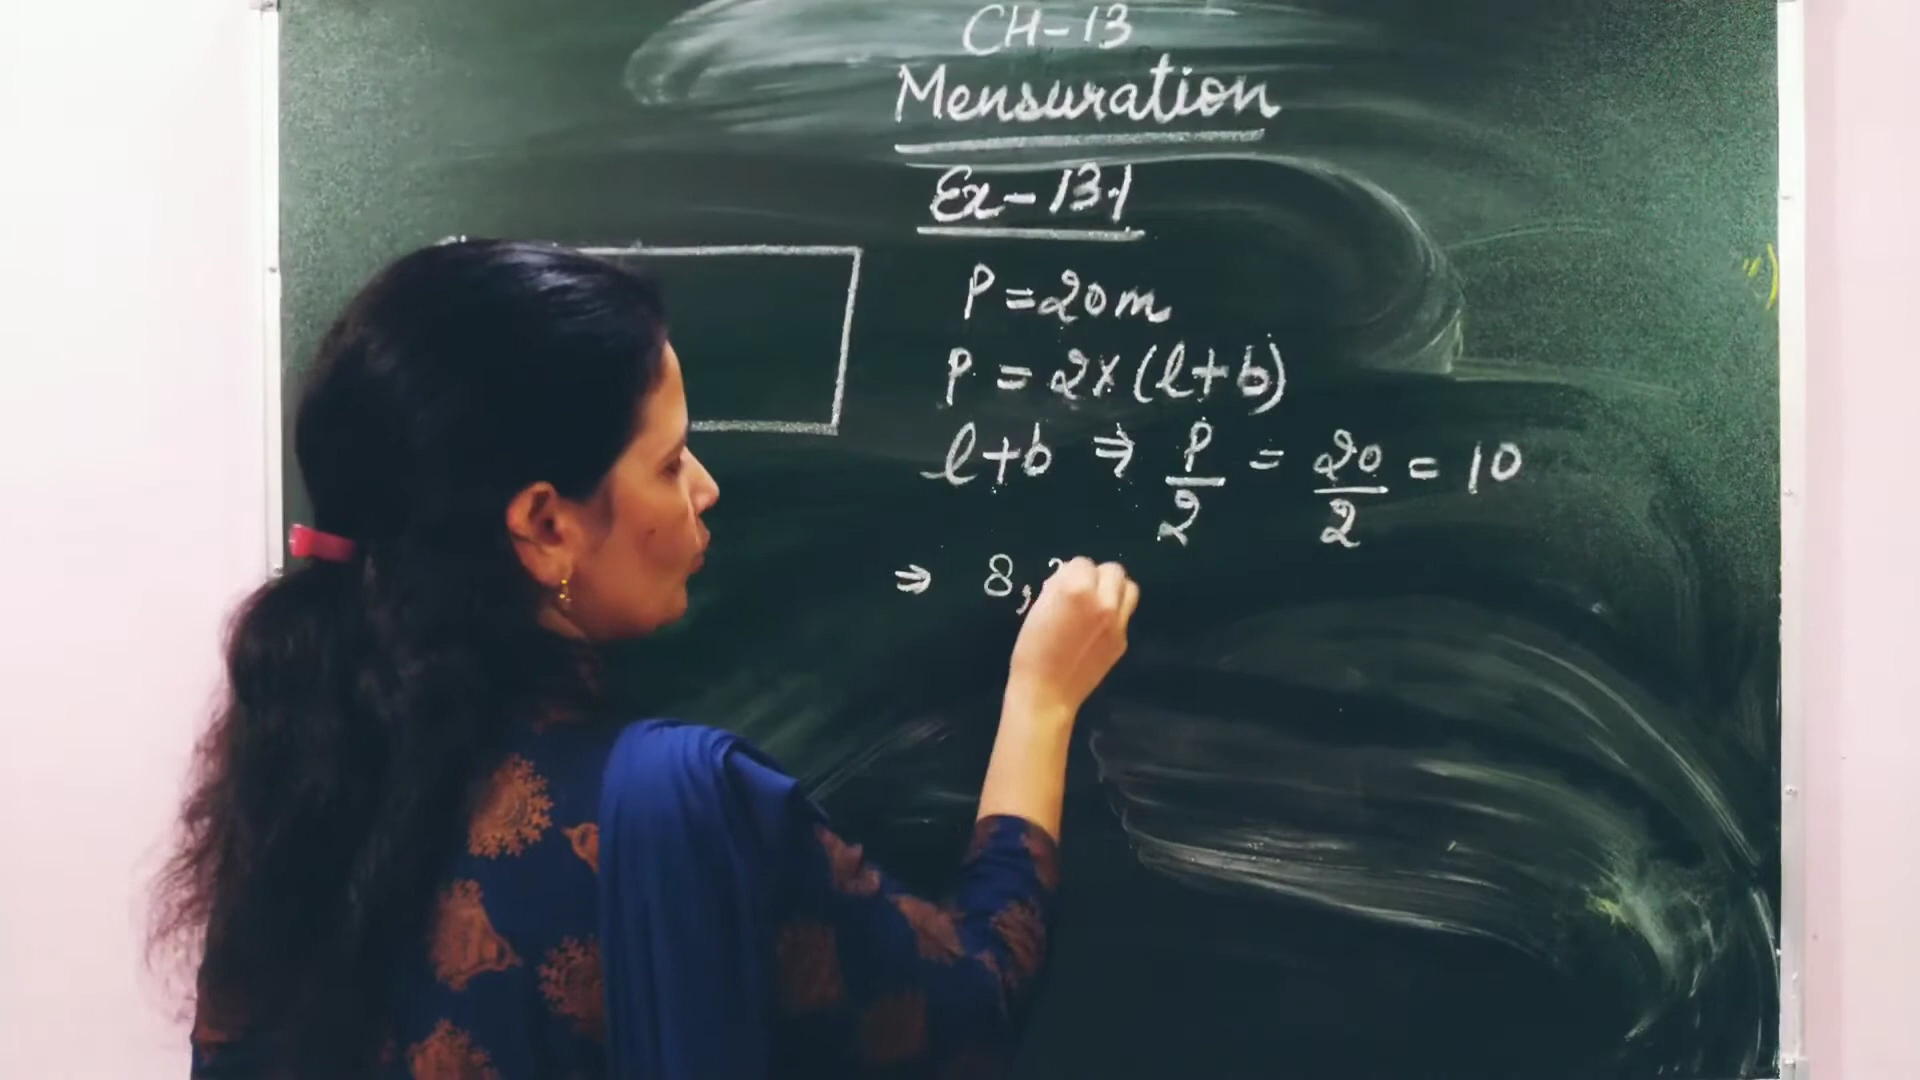 CH-13
Mensuration
Ex-13.1
P = 20m
P = 2×(l+b)
l+b ⇒ P/2 = 20/2 = 10
⇒ 8,